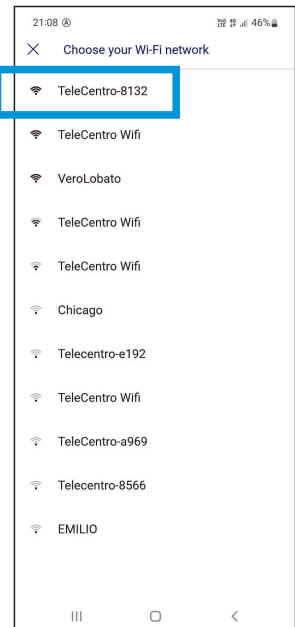 21:08 46%
Choose your Wi-Fi network
TeleCentro-8132
TeleCentro Wifi
VeroLobato
TeleCentro Wifi
TeleCentro Wifi
Chicago
Telecentro-e192
TeleCentro Wifi
TeleCentro-a969
Telecentro-8566
EMILIO